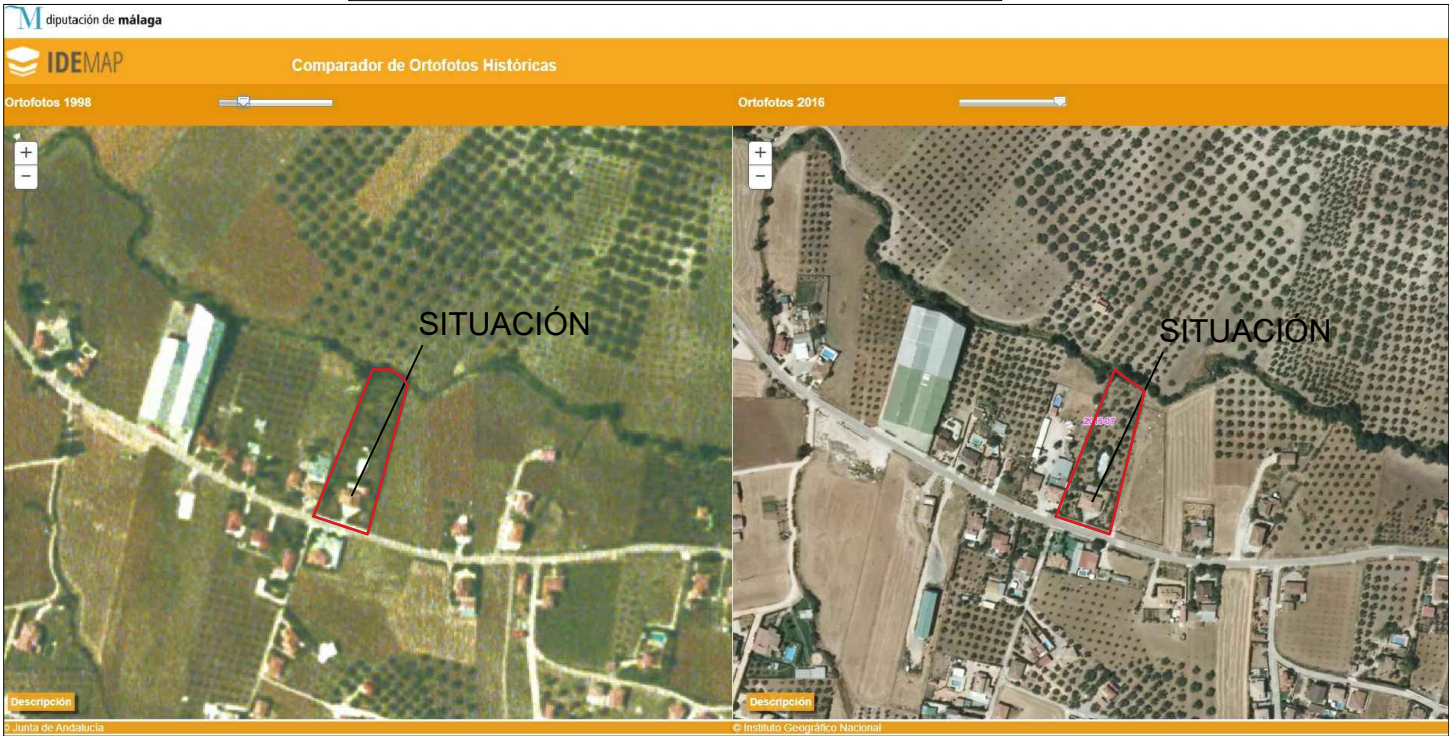 M diputación de málaga
IDEMAP
Comparador de Ortofotos Históricas
Ortofotos 1998
Ortofotos 2016
+
−
SITUACIÓN
Descripción
© Junta de Andalucía
+
−
SITUACIÓN
Descripción
© Instituto Geográfico Nacional